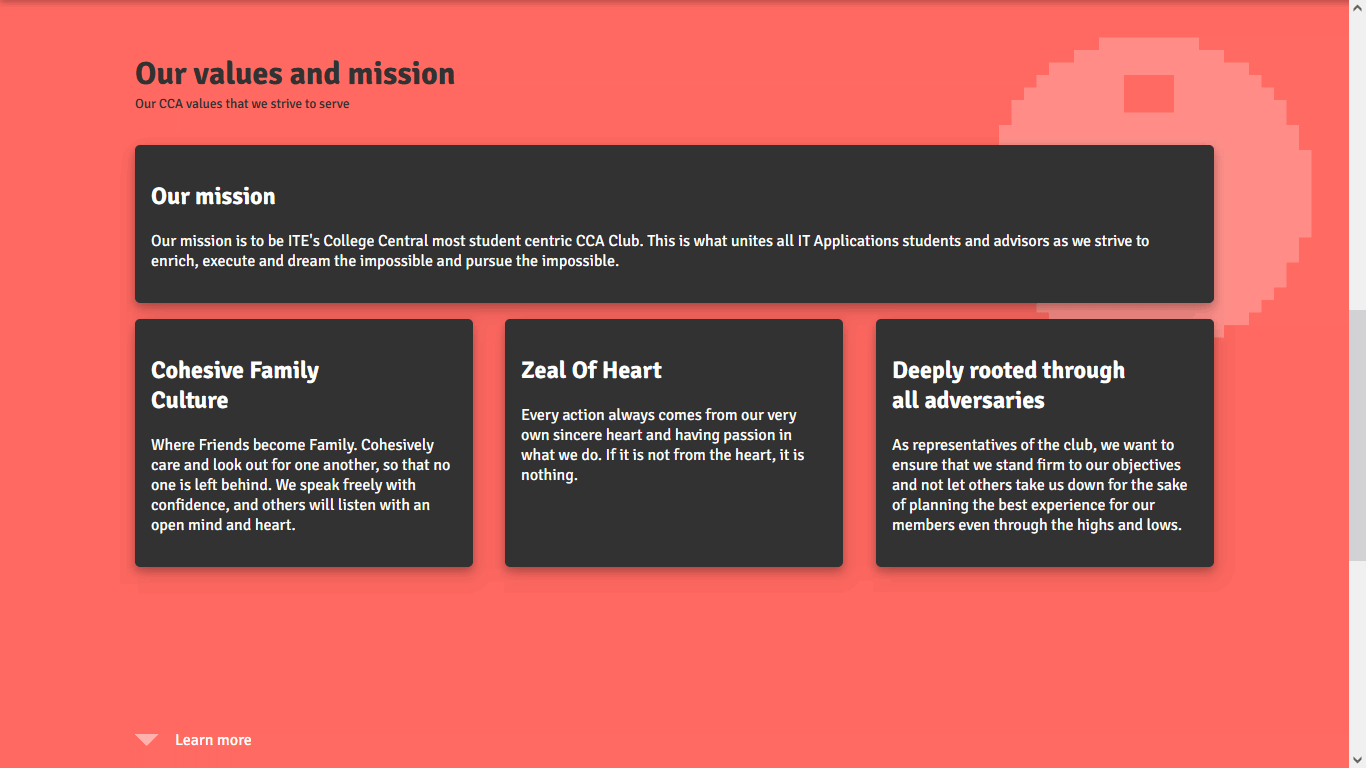 Our values and mission
Our CCA values that we strive to serve
Our mission
Our mission is to be ITE's College Central most student centric CCA Club. This is what unites all IT Applications students and advisors as we strive to
enrich, execute and dream the impossible and pursue the impossible.
Cohesive Family
Culture
Where Friends become Family. Cohesively
care and look out for one another, so that no
one is left behind. We speak freely with
confidence, and others will listen with an
open mind and heart.
Zeal Of Heart
Every action always comes from our very
own sincere heart and having passion in
what we do. If it is not from the heart, it is
nothing.
Deeply rooted through
all adversaries
As representatives of the club, we want to
ensure that we stand firm to our objectives
and not let others take us down for the sake
of planning the best experience for our
members even through the highs and lows.
Learn more